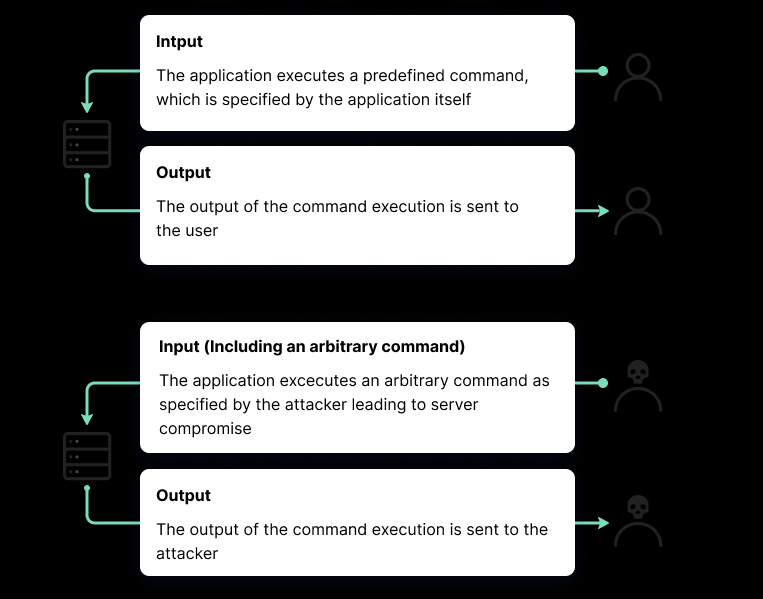 Intput
The application executes a predefined command,
which is specified by the application itself
Output
The output of the command execution is sent to
the user
Input (Including an arbitrary command)
The application excecutes an arbitrary command as
specified by the attacker leading to server
compromise
Output
The output of the command execution is sent to the
attacker